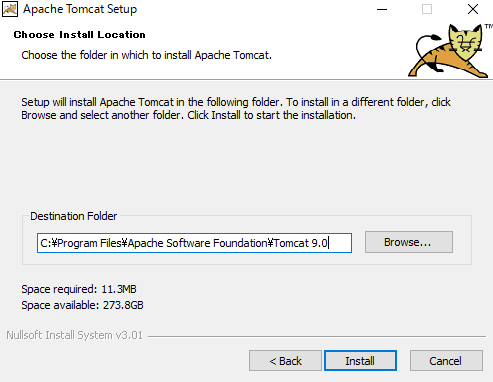 Apache Tomcat Setup
Choose Install Location
Choose the folder in which to install Apache Tomcat.
TM
Setup will install Apache Tomcat in the following folder. To install in a different folder, click
Browse and select another folder. Click Install to start the installation.
Destination Folder
C:¥Program Files¥Apache Software Foundation¥Tomcat 9.0
Browse...
Space required: 11.3MB
Space available: 273.8GB
Nullsoft Install System v3.01
< Back
Install
Cancel